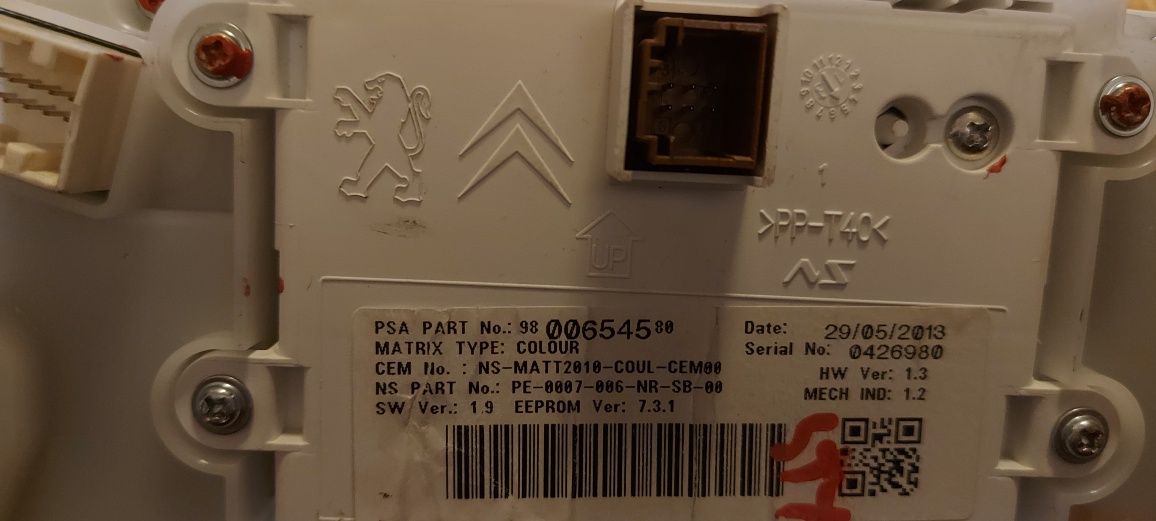 1
>PP-T40<
UP
PSA PART No.: 98 006545 80
MATRIX TYPE: COLOUR
CEM No. : NS-MATT2010-COUL-CEM00
NS PART No.: PE-0007-006-NR-SB-00
SW Ver.: 1.9 EEPROM Ver: 7.3.1
Date: 29/05/2013
Serial No: 0426980
HW Ver: 1.3
MECH IND: 1.2